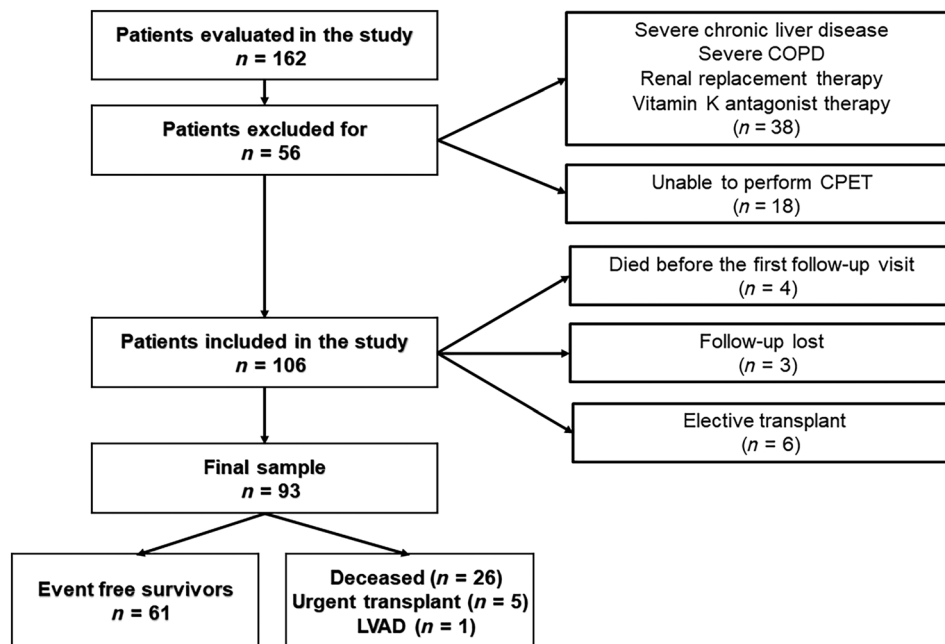 Patients evaluated in the study
n = 162
Severe chronic liver disease
Severe COPD
Renal replacement therapy
Vitamin K antagonist therapy
(n = 38)
Patients excluded for
n = 56
Unable to perform CPET
(n = 18)
Died before the first follow-up visit
(n = 4)
Patients included in the study
n = 106
Follow-up lost
(n = 3)
Elective transplant
(n = 6)
Final sample
n = 93
Event free survivors
n = 61
Deceased (n = 26)
Urgent transplant (n = 5)
LVAD (n = 1)